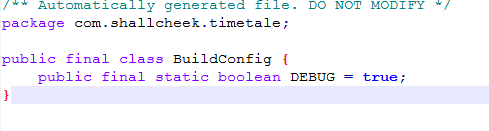 /** Automatically generated file. DO NOT MODIFY */
package com.shallcheek.timetale;
public final class BuildConfig {
    public final static boolean DEBUG = true;
}